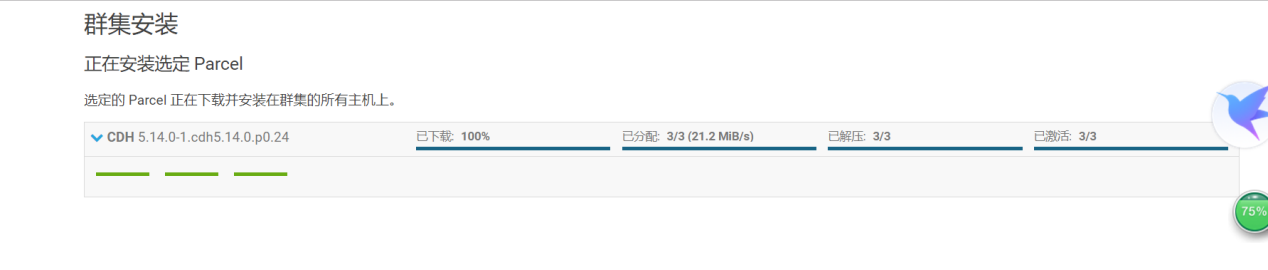 群集安装
正在安装选定 Parcel
选定的 Parcel 正在下载并安装在群集的所有主机上。
CDH 5.14.0-1.cdh5.14.0.p0.24 已下载: 100% 已分配: 3/3 (21.2 MiB/s) 已解压: 3/3 已激活: 3/3
75%